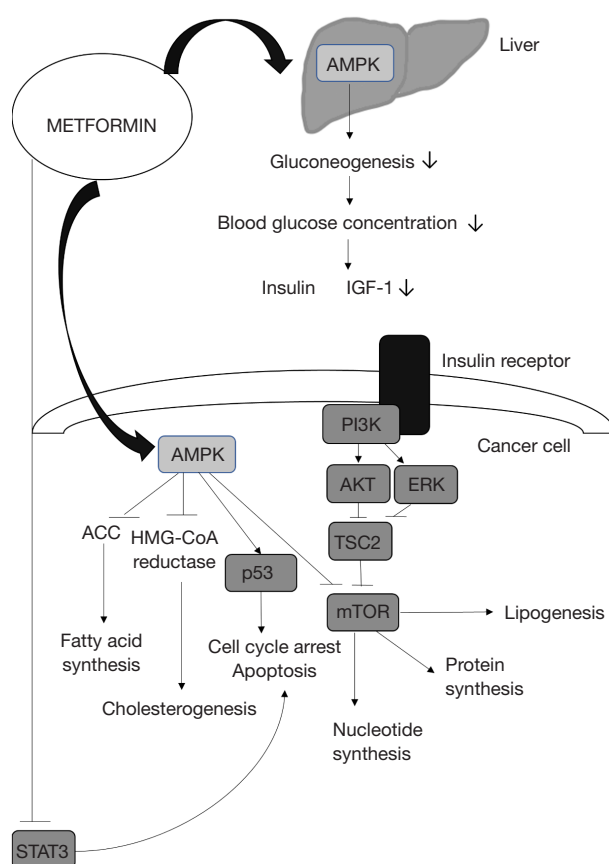 Liver
AMPK
METFORMIN
Gluconeogenesis ↓
Blood glucose concentration ↓
Insulin IGF-1 ↓
Insulin receptor
PI3K
Cancer cell
AMPK
AKT
ERK
ACC
HMG-CoA
reductase
TSC2
p53
mTOR
Lipogenesis
Fatty acid
synthesis
Cell cycle arrest
Apoptosis
Protein
synthesis
Cholesterogenesis
Nucleotide
synthesis
STAT3